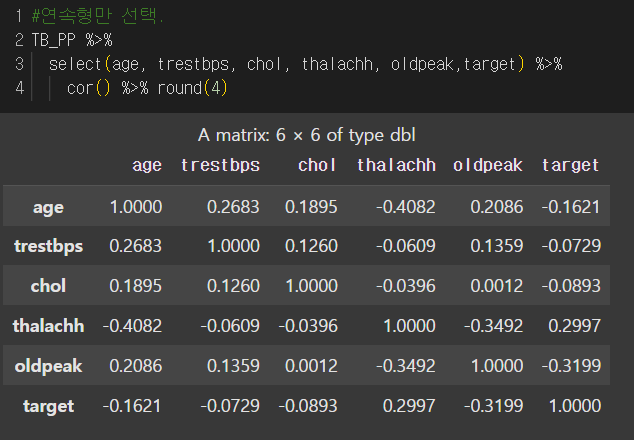 1 #연속형만 선택.
2 TB_PP %>%
3 select(age, trestbps, chol, thalachh, oldpeak,target) %>%
4 cor() %>% round(4)
A matrix: 6 × 6 of type dbl
age trestbps chol thalachh oldpeak target
age 1.0000 0.2683 0.1895 -0.4082 0.2086 -0.1621
trestbps 0.2683 1.0000 0.1260 -0.0609 0.1359 -0.0729
chol 0.1895 0.1260 1.0000 -0.0396 0.0012 -0.0893
thalachh -0.4082 -0.0609 -0.0396 1.0000 -0.3492 0.2997
oldpeak 0.2086 0.1359 0.0012 -0.3492 1.0000 -0.3199
target -0.1621 -0.0729 -0.0893 0.2997 -0.3199 1.0000